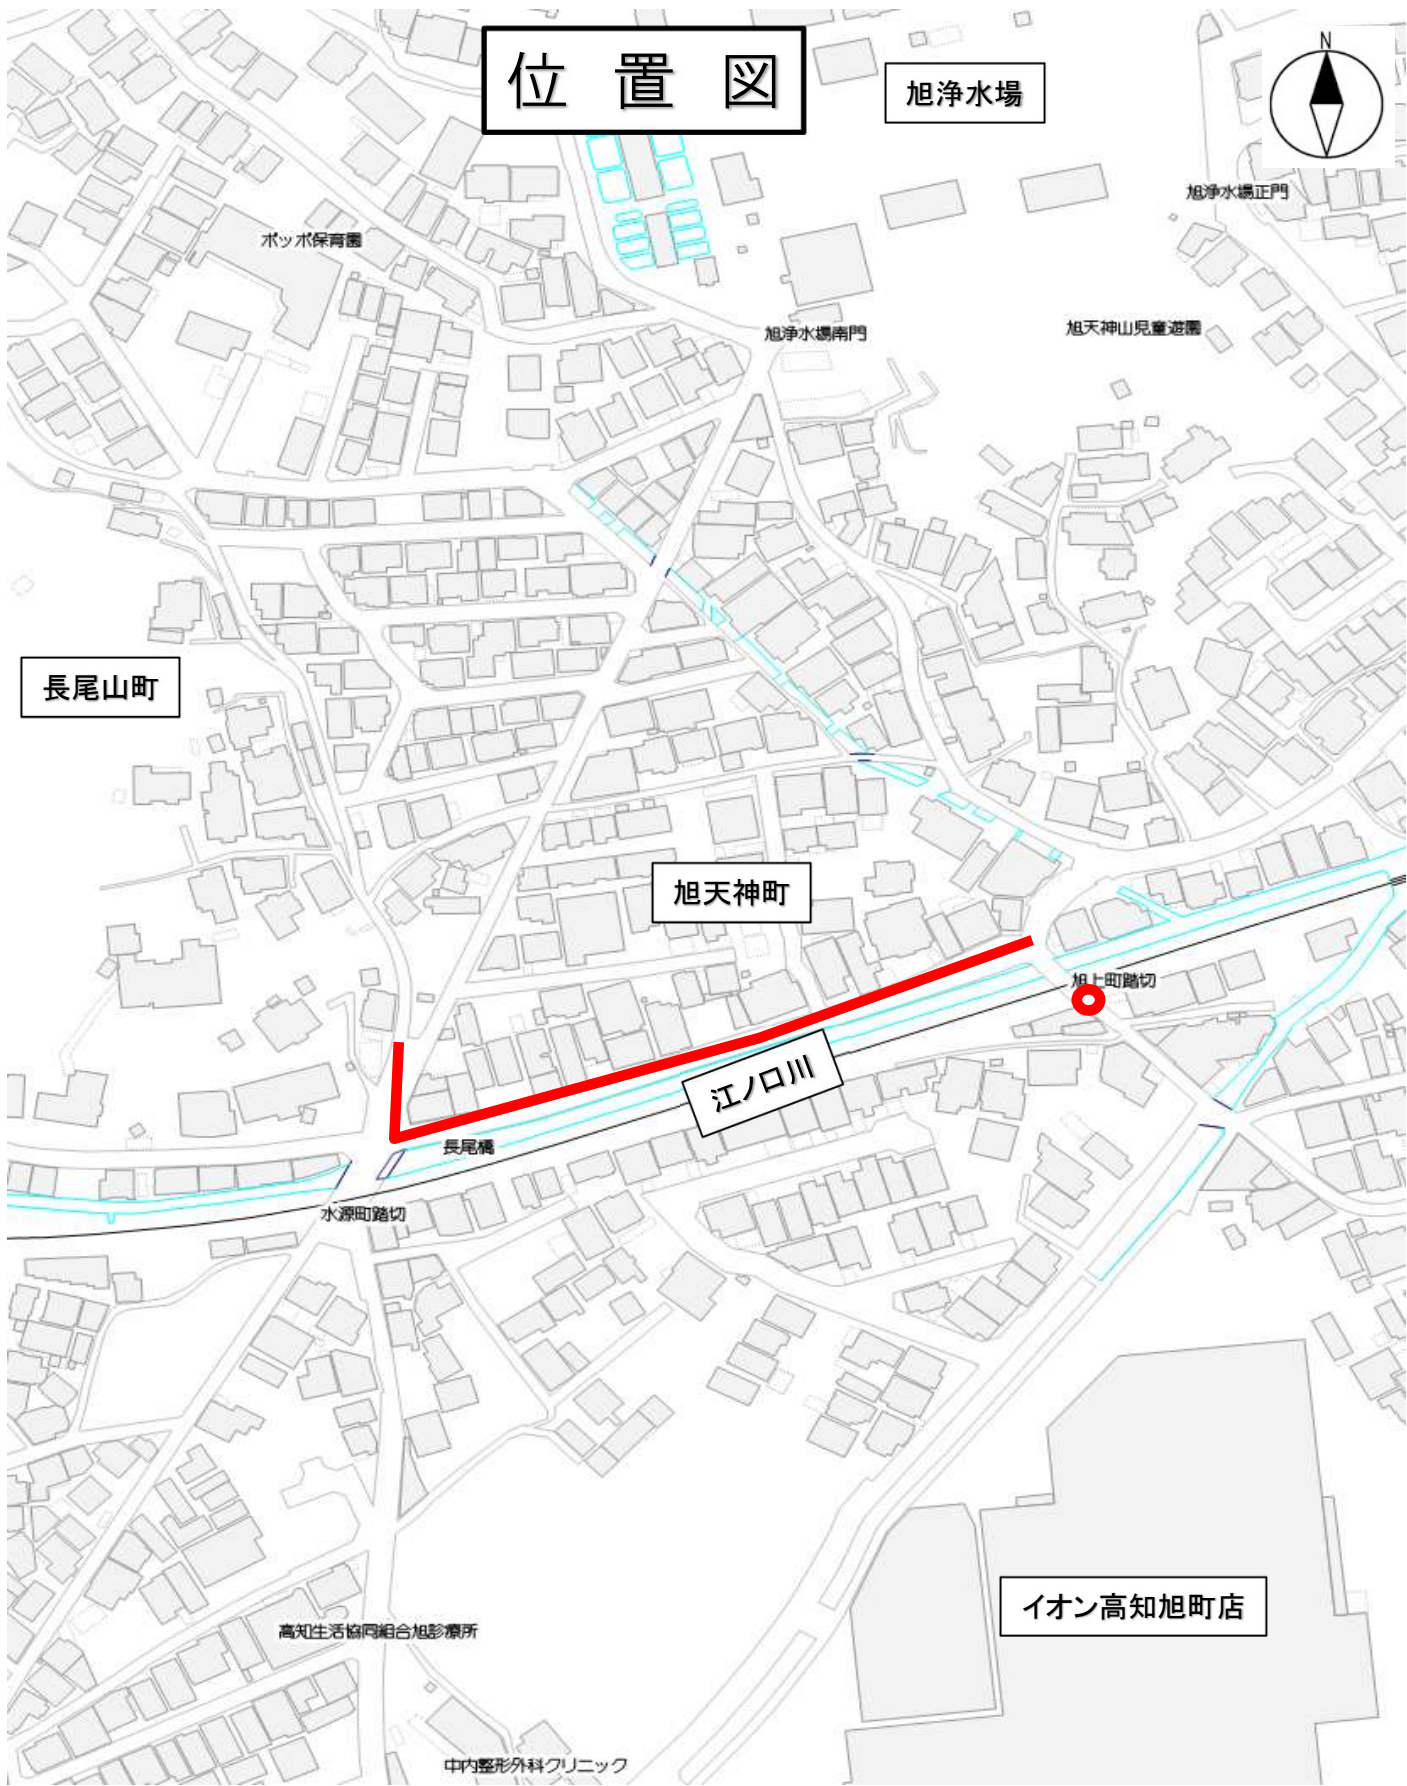 位 置 図
旭浄水場
N
旭浄水場正門
ポッポ保育園
旭浄水場南門
旭天神山児童遊園
長尾山町
旭天神町
旭上町踏切
江ノ口川
長尾橋
水源町踏切
イオン高知旭町店
高知生活協同組合旭診療所
中内整形外科クリニック